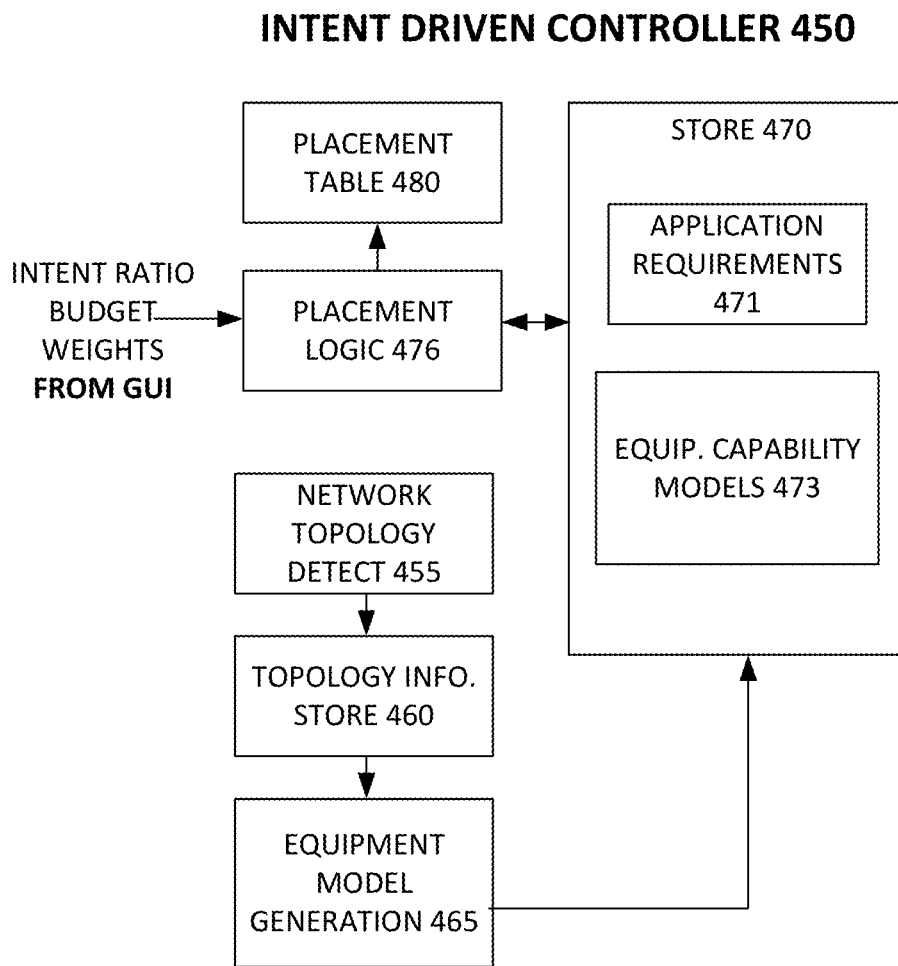 INTENT DRIVEN CONTROLLER 450
PLACEMENT
TABLE 480
STORE 470
APPLICATION
REQUIREMENTS
471
INTENT RATIO
BUDGET
WEIGHTS
FROM GUI
PLACEMENT
LOGIC 476
EQUIP. CAPABILITY
MODELS 473
NETWORK
TOPOLOGY
DETECT 455
TOPOLOGY INFO.
STORE 460
EQUIPMENT
MODEL
GENERATION 465